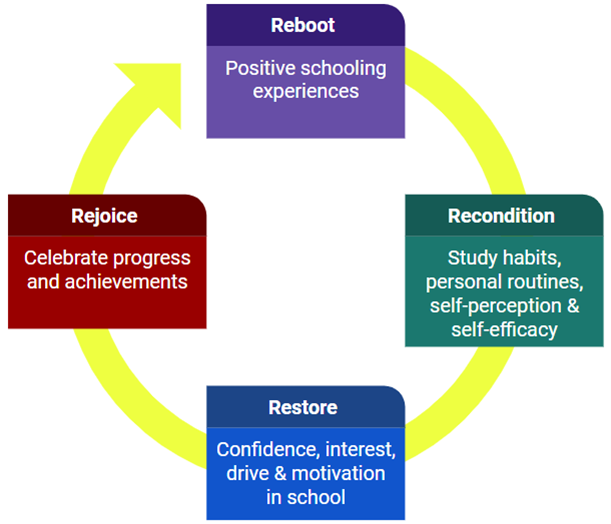 Reboot
Positive schooling
experiences
Recondition
Study habits,
personal routines,
self-perception &
self-efficacy
Restore
Confidence, interest,
drive & motivation
in school
Rejoice
Celebrate progress
and achievements